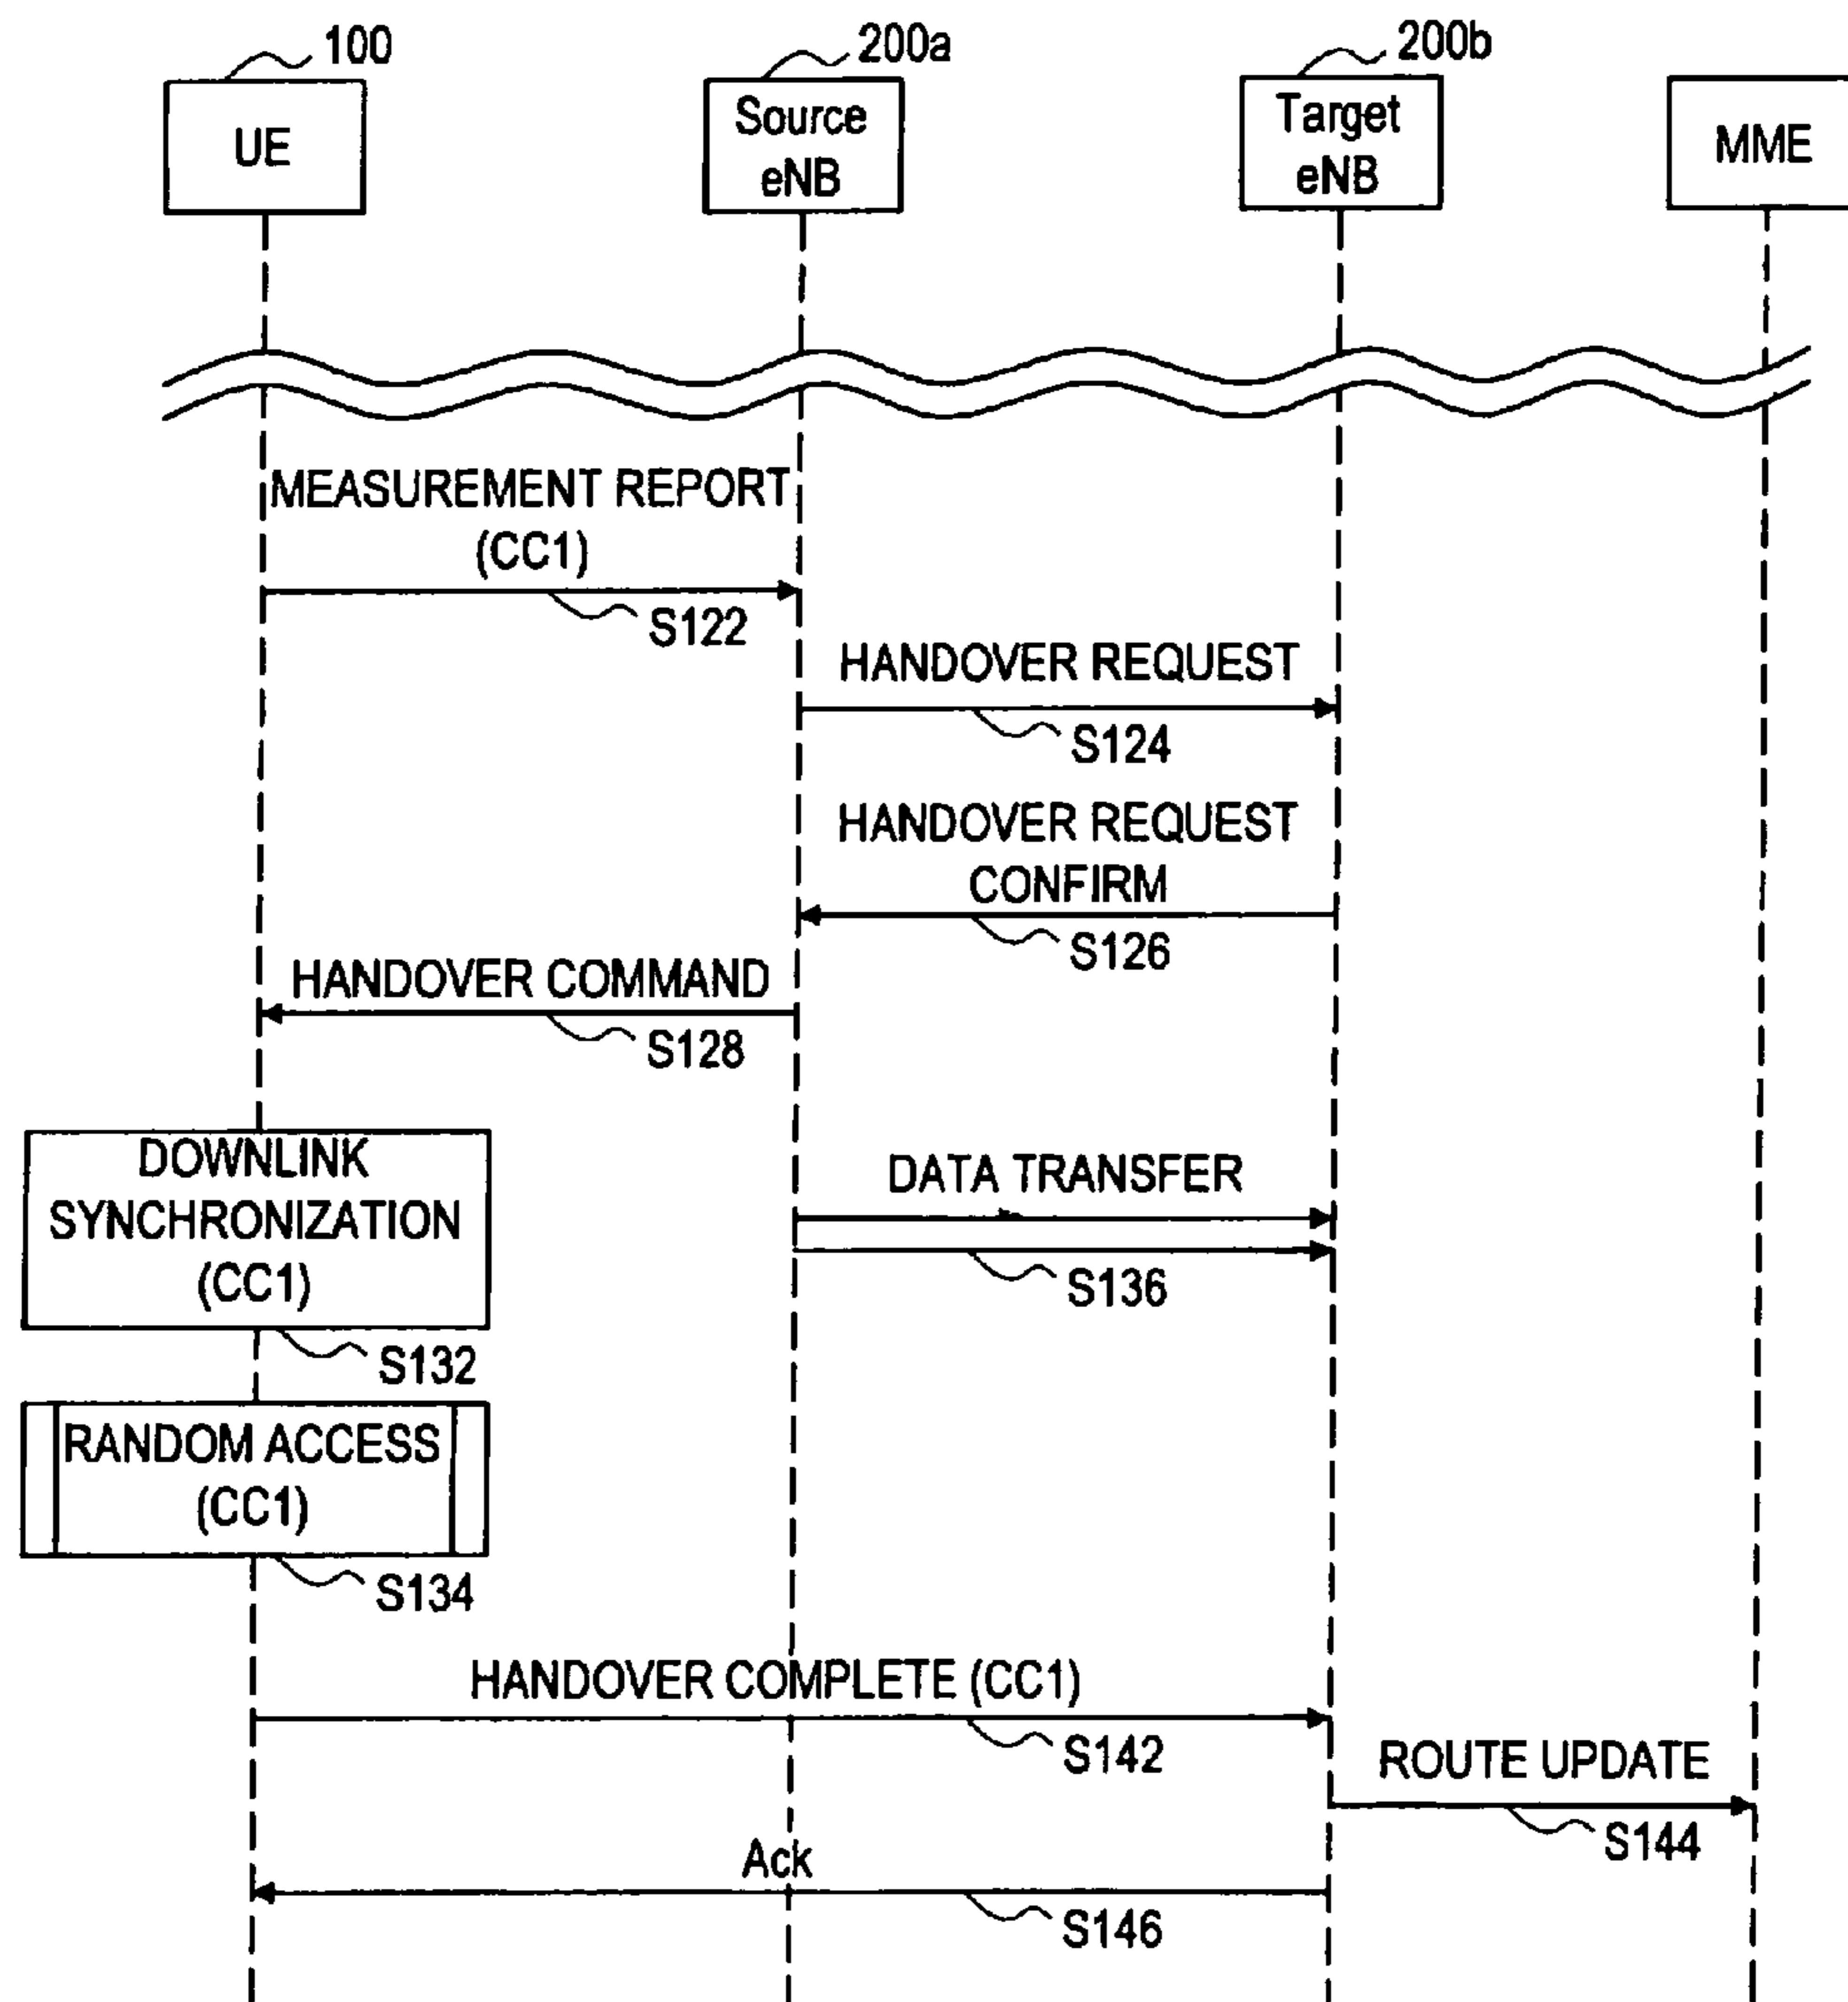 100
200a
200b
UE
Source
eNB
Target
eNB
MME
MEASUREMENT REPORT
(CC1)
S122
HANDOVER REQUEST
S124
HANDOVER REQUEST
CONFIRM
S126
HANDOVER COMMAND
S128
DOWNLINK
SYNCHRONIZATION
(CC1)
S132
DATA TRANSFER
S136
RANDOM ACCESS
(CC1)
S134
HANDOVER COMPLETE (CC1)
S142
ROUTE UPDATE
S144
Ack
S146